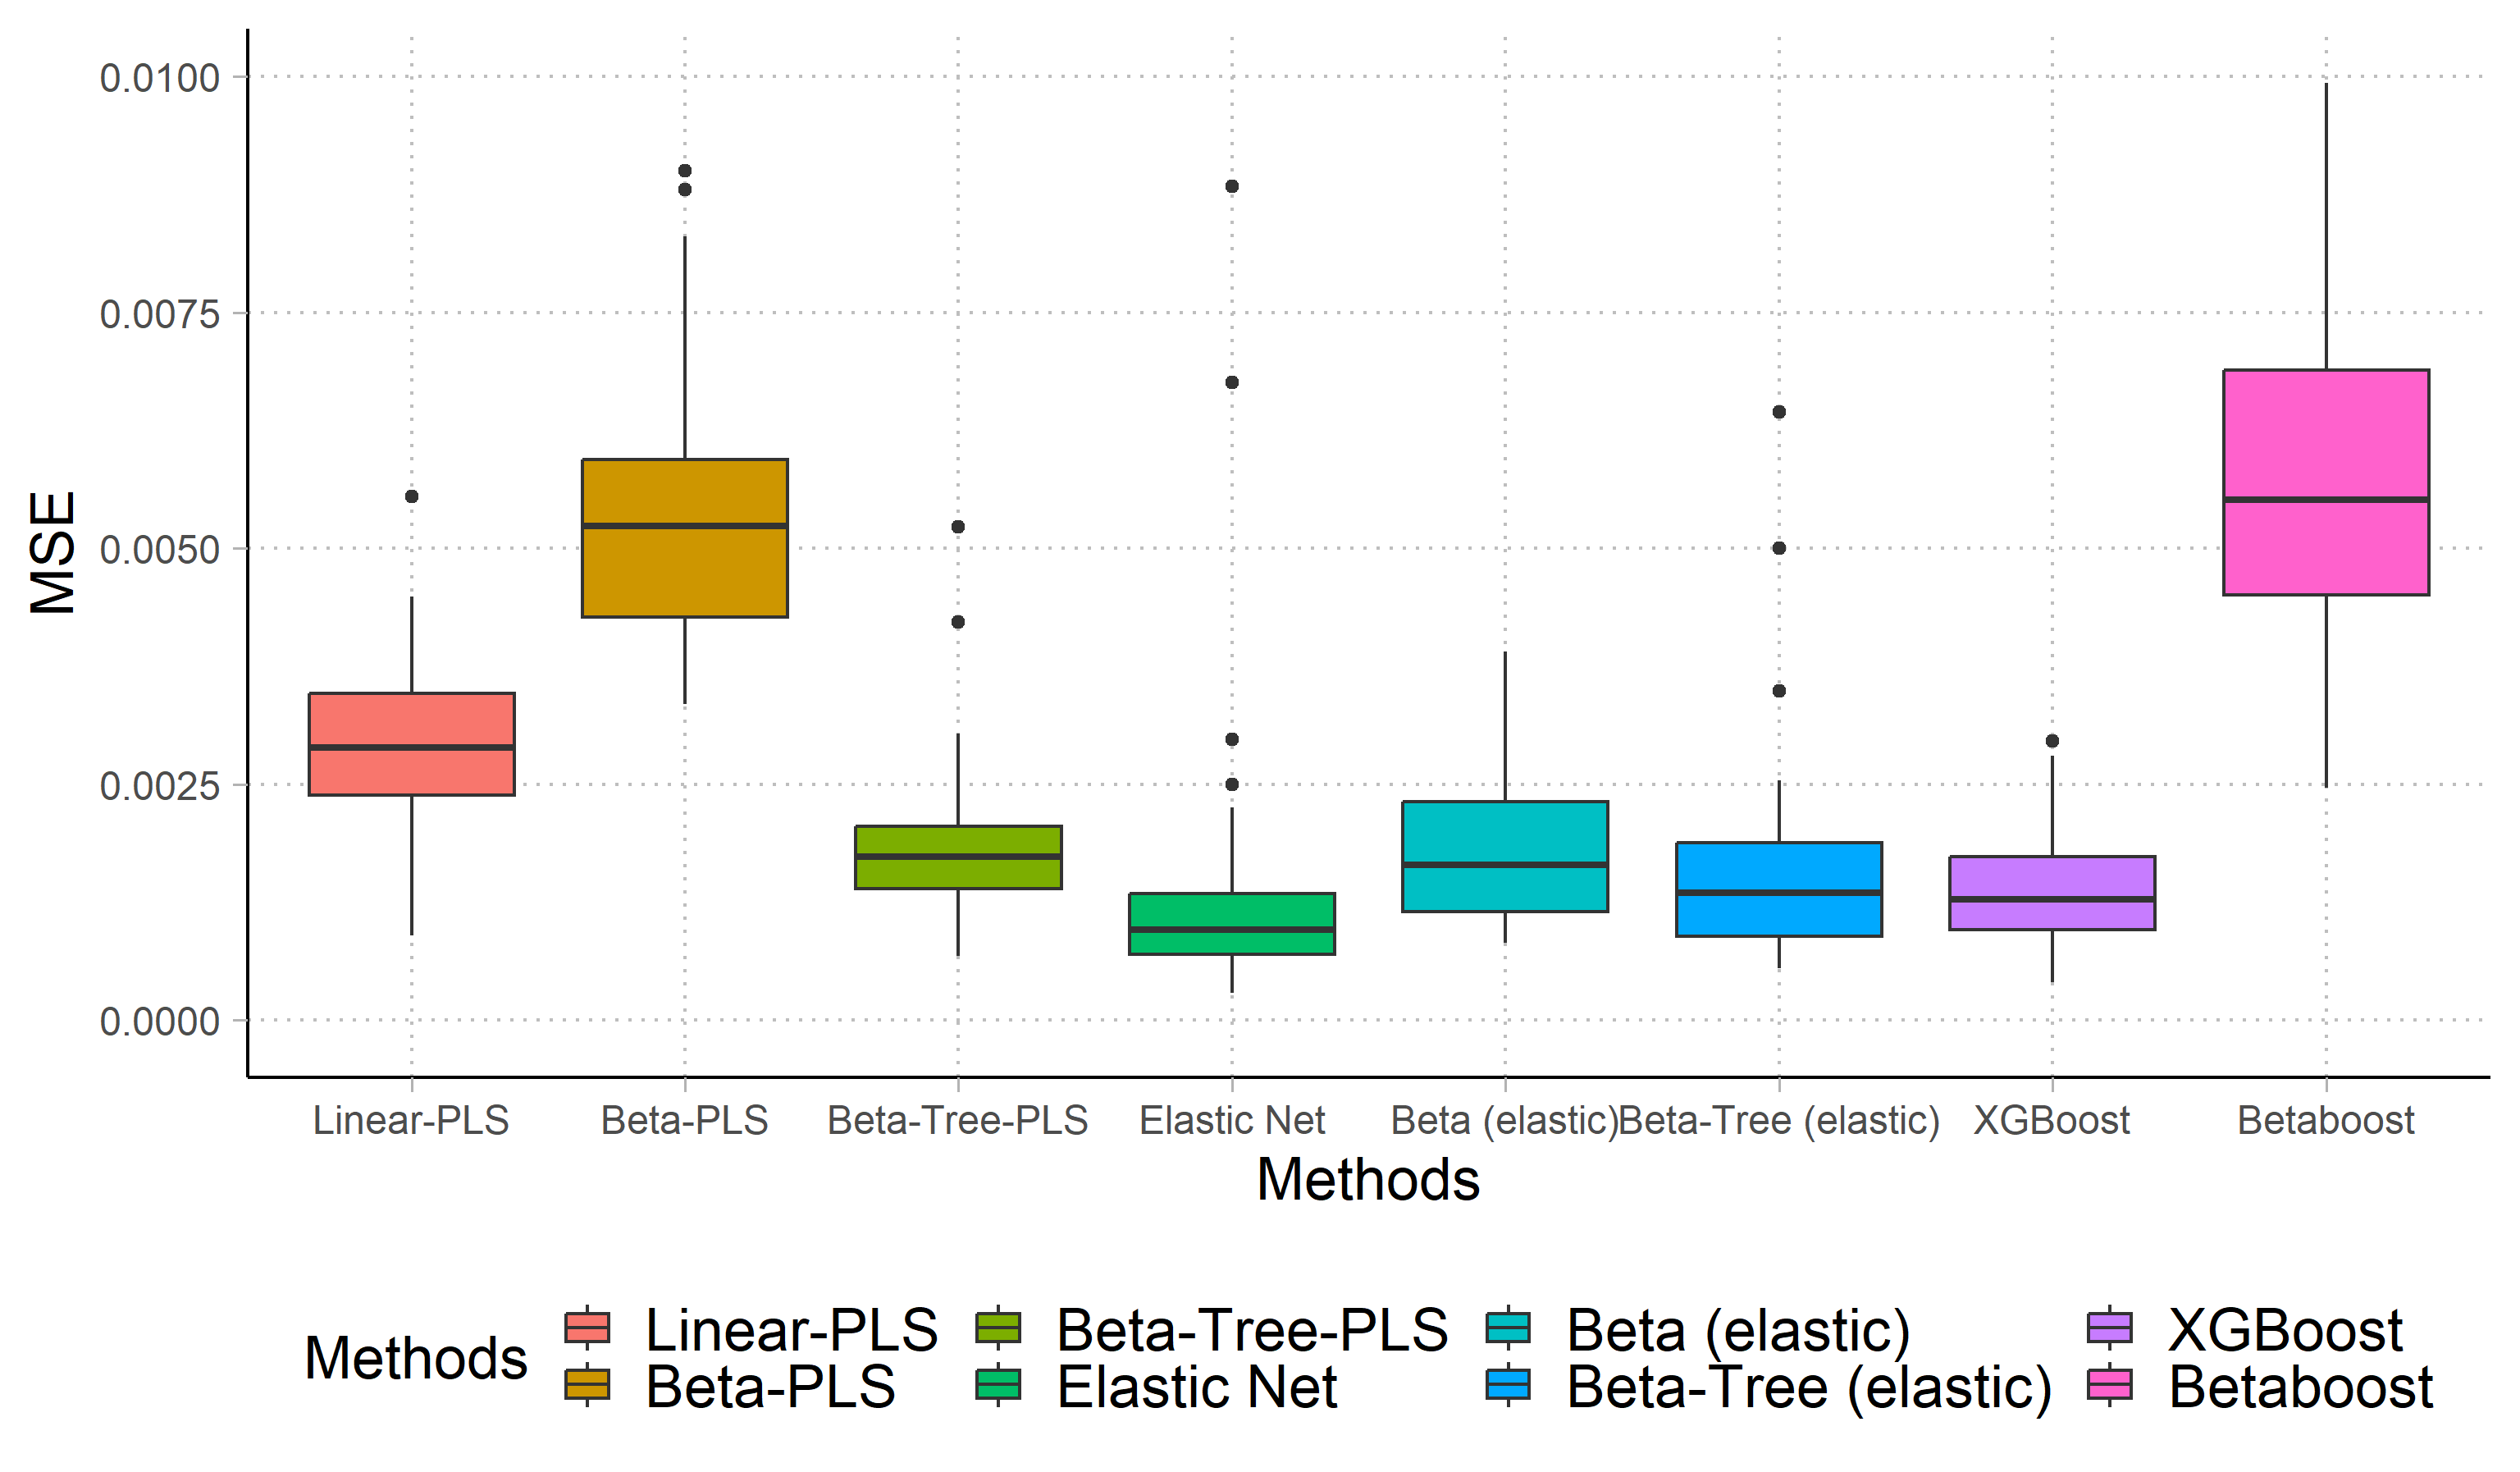 0.0100
0.0075
0.0050
0.0025
0.0000
MSE
Linear-PLS Beta-PLS Beta-Tree-PLS Elastic Net Beta (elastic) Beta-Tree (elastic) XGBoost Betaboost
Methods
Methods
Linear-PLS Beta-Tree-PLS Beta (elastic) XGBoost
Beta-PLS Elastic Net Beta-Tree (elastic) Betaboost